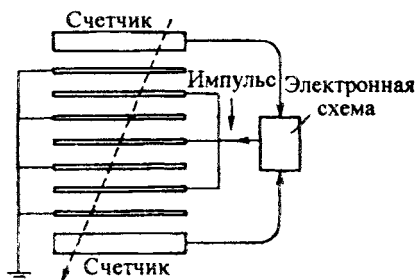 Счетчик
Импульс
Электронная
схема
Счетчик